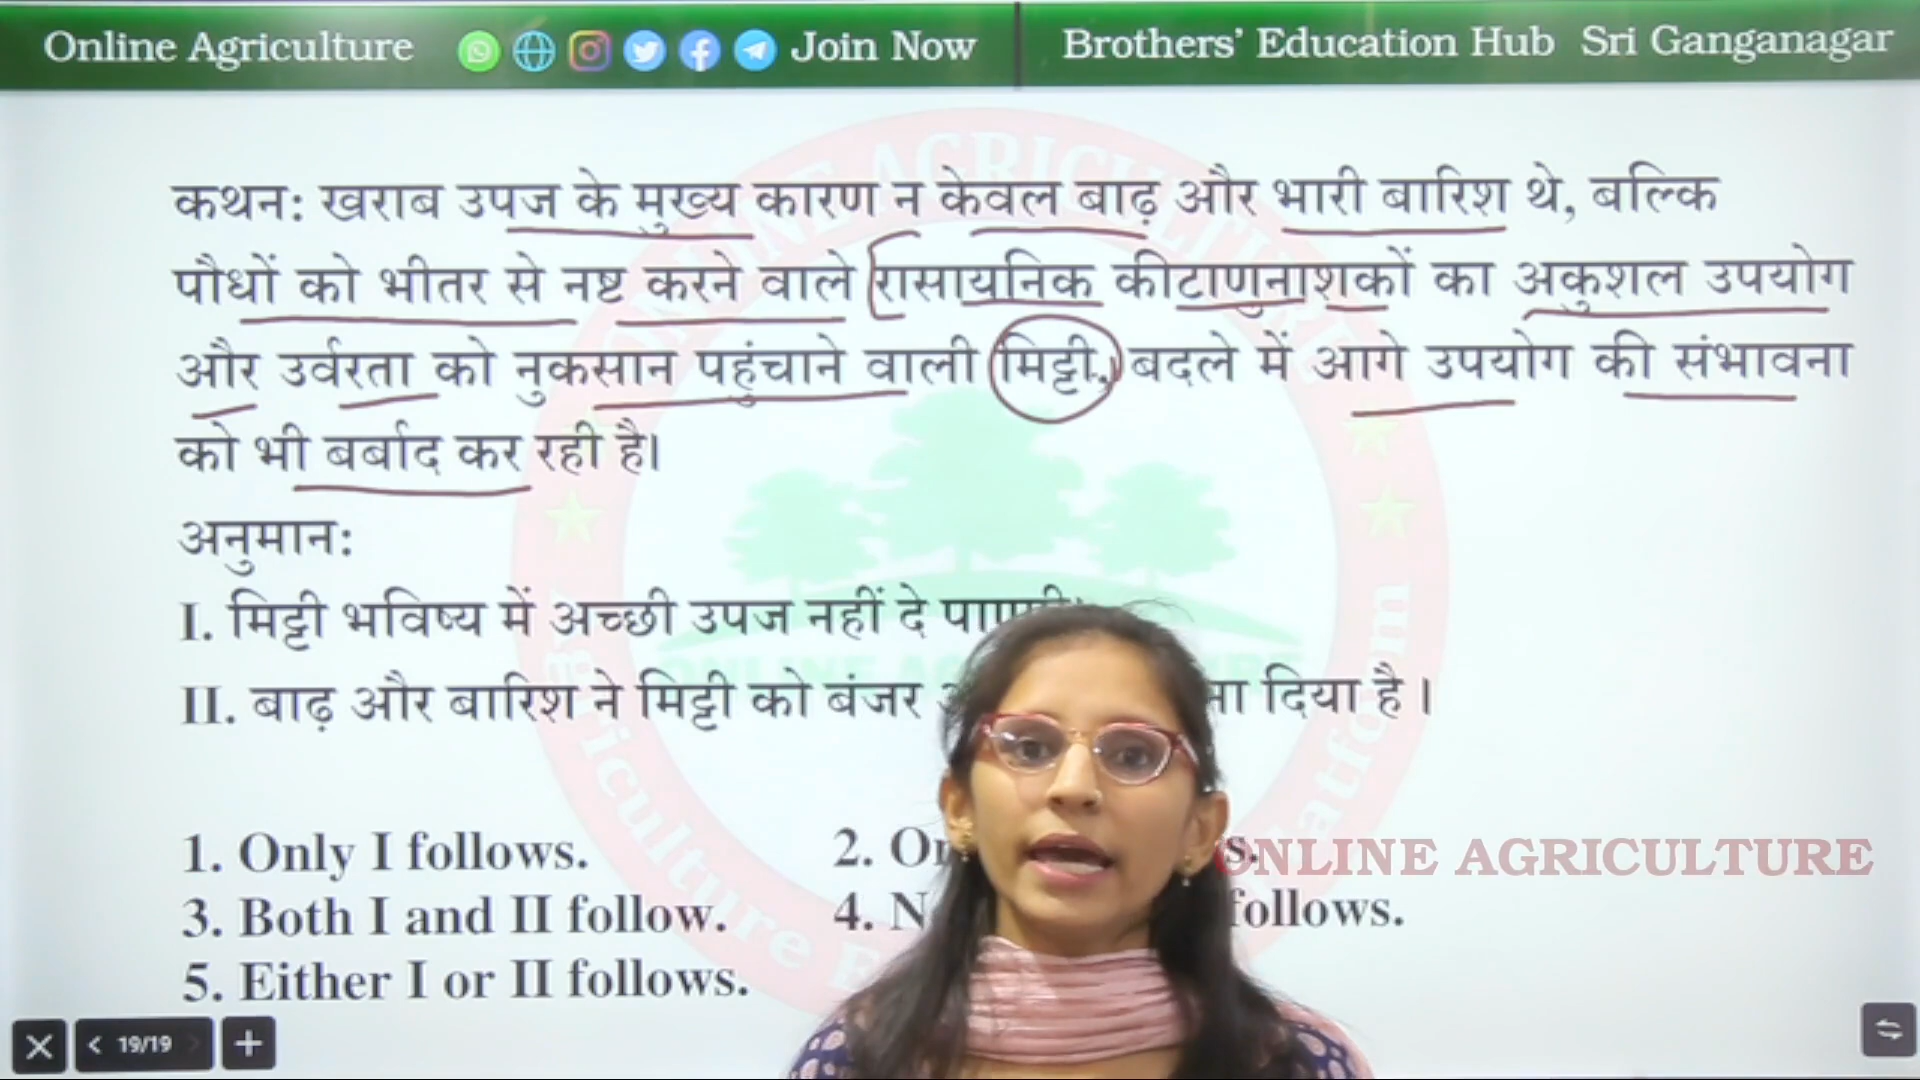 Online Agriculture Join Now Brothers' Education Hub Sri Ganganagar
कथन: खराब उपज के मुख्य कारण न केवल बाढ़ और भारी बारिश थे, बल्कि
पौधों को भीतर से नष्ट करने वाले रासायनिक कीटाणुनाशकों का अकुशल उपयोग
और उर्वरता को नुकसान पहुंचाने वाली मिट्टी, बदले में आगे उपयोग की संभावना
को भी बर्बाद कर रही है।
अनुमान:
I. मिट्टी भविष्य में अच्छी उपज नहीं दे
II. बाढ़ और बारिश ने मिट्टी को बंजर दिया है।
1. Only I follows. 2.
3. Both I and II follow. 4. follows.
5. Either I or II follows.
ONLINE AGRICULTURE
19/19